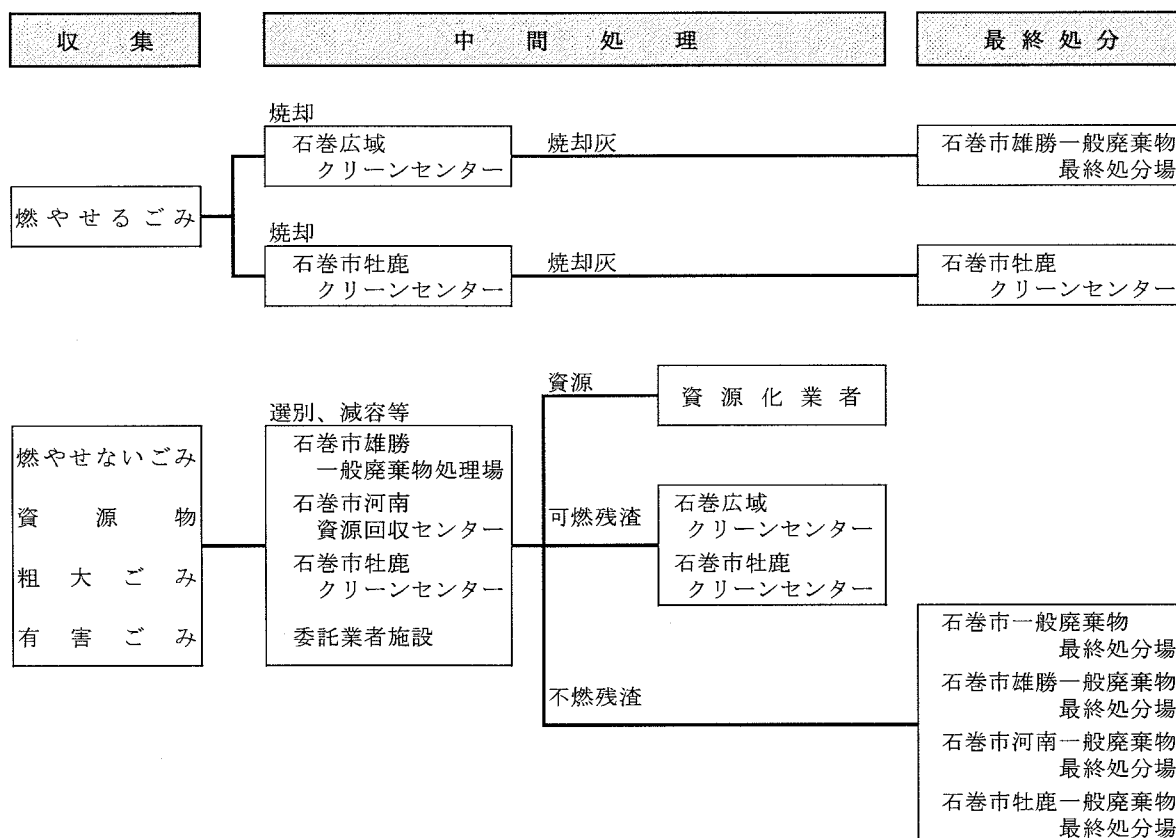 収集
中間処理
最終処分
焼却
石巻広域
クリーンセンター
焼却灰
石巻市雄勝一般廃棄物
最終処分場
燃やせるごみ
焼却
石巻市牡鹿
クリーンセンター
焼却灰
石巻市牡鹿
クリーンセンター
燃やせないごみ
資源物
粗大ごみ
有害ごみ
選別、減容等
石巻市雄勝
一般廃棄物処理場
石巻市河南
資源回収センター
石巻市牡鹿
クリーンセンター
委託業者施設
資源
資源化業者
可燃残渣
石巻広域
クリーンセンター
石巻市牡鹿
クリーンセンター
不燃残渣
石巻市一般廃棄物
最終処分場
石巻市雄勝一般廃棄物
最終処分場
石巻市河南一般廃棄物
最終処分場
石巻市牡鹿一般廃棄物
最終処分場